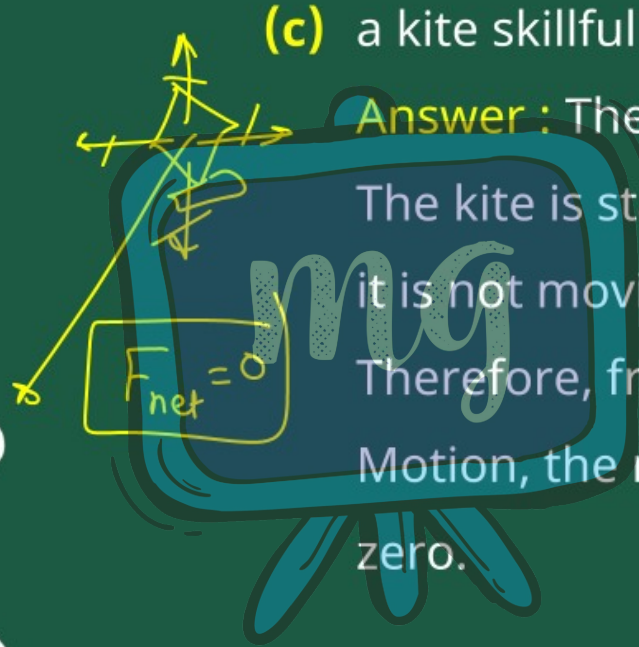 (c) a kite skillful
Answer : The
The kite is st
it is not mov
Therefore, fr
Motion, the
zero.
mg
F net = 0